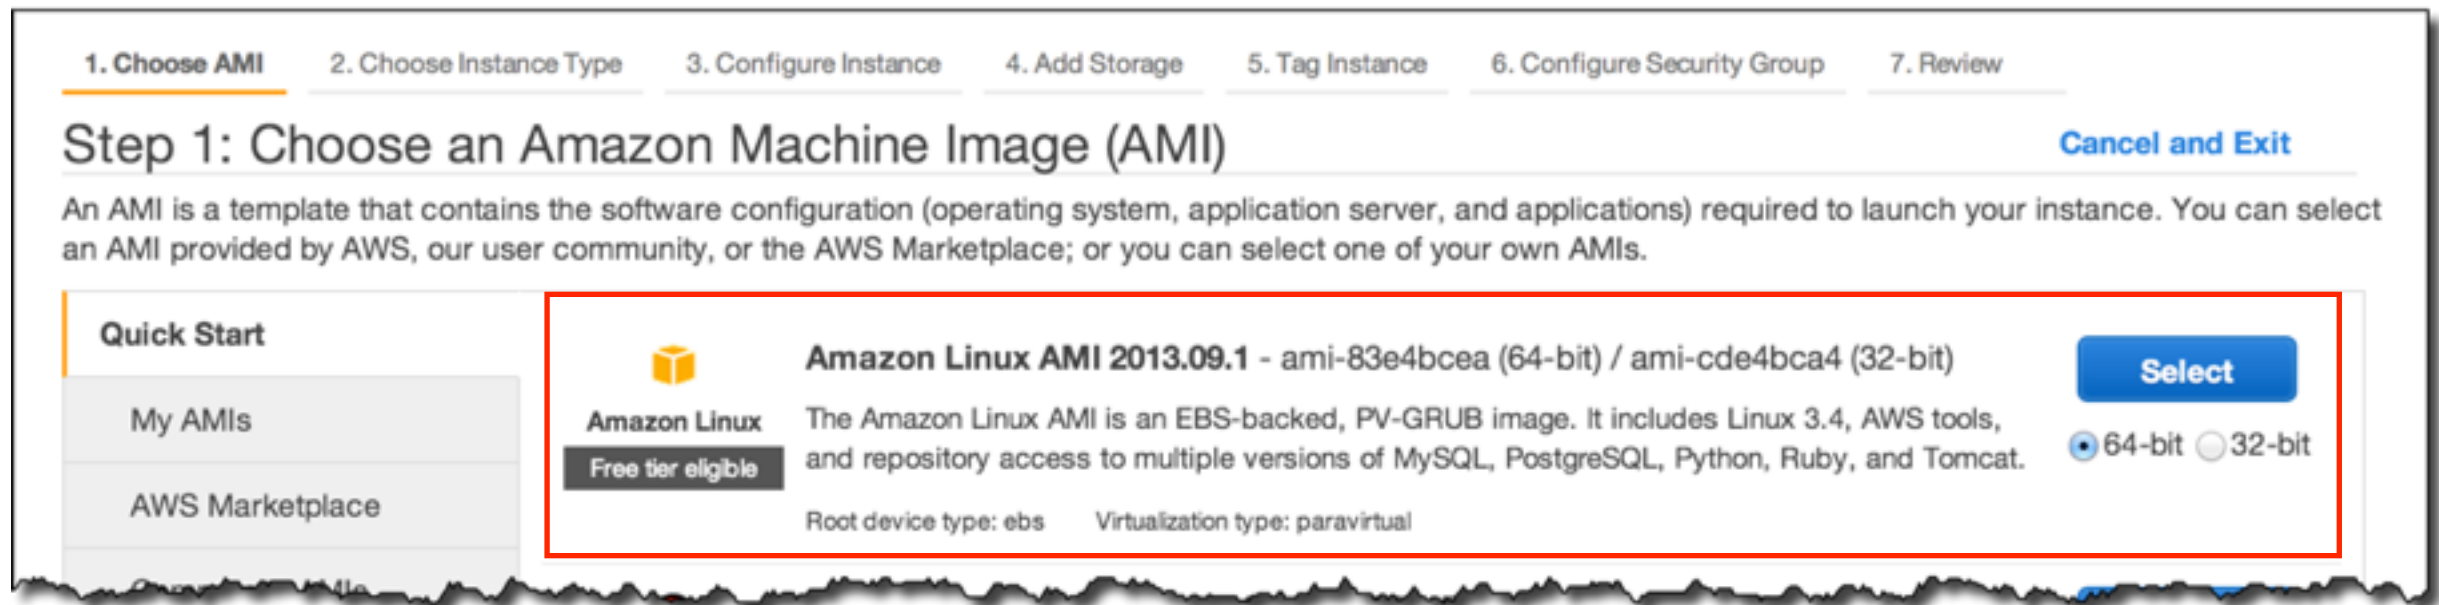 1. Choose AMI 2. Choose Instance Type 3. Configure Instance 4. Add Storage 5. Tag Instance 6. Configure Security Group 7. Review
Step 1: Choose an Amazon Machine Image (AMI)
Cancel and Exit
An AMI is a template that contains the software configuration (operating system, application server, and applications) required to launch your instance. You can select
an AMI provided by AWS, our user community, or the AWS Marketplace; or you can select one of your own AMIs.
Quick Start
My AMIs
AWS Marketplace
Amazon Linux
Free tier eligible
Amazon Linux AMI 2013.09.1 - ami-83e4bcea (64-bit) / ami-cde4bca4 (32-bit)
The Amazon Linux AMI is an EBS-backed, PV-GRUB image. It includes Linux 3.4, AWS tools,
and repository access to multiple versions of MySQL, PostgreSQL, Python, Ruby, and Tomcat.
Root device type: ebs Virtualization type: paravirtual
Select
64-bit 32-bit